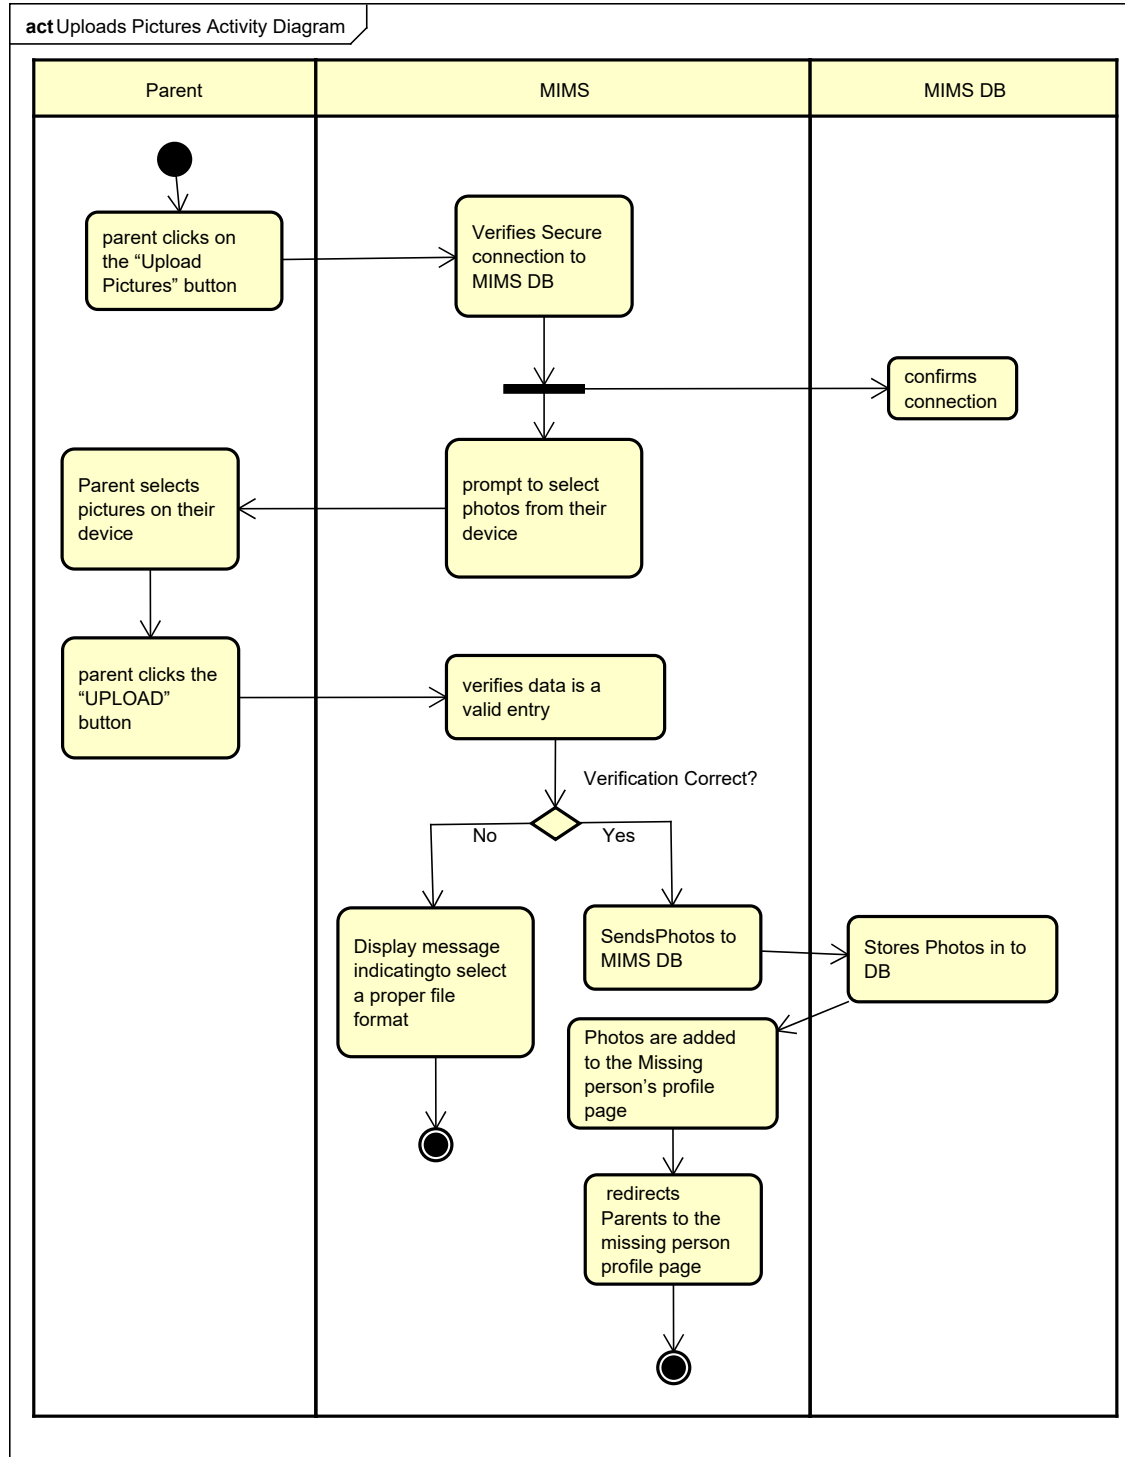 act Uploads Pictures Activity Diagram
Parent
MIMS
MIMS DB
parent clicks on
the “Upload
Pictures” button
Verifies Secure
connection to
MIMS DB
confirms
connection
prompt to select
photos from their
device
Parent selects
pictures on their
device
parent clicks the
“UPLOAD”
button
verifies data is a
valid entry
Verification Correct?
No
Yes
Display message
indicatingto select
a proper file
format
SendsPhotos to
MIMS DB
Stores Photos in to
DB
Photos are added
to the Missing
person’s profile
page
redirects
Parents to the
missing person
profile page